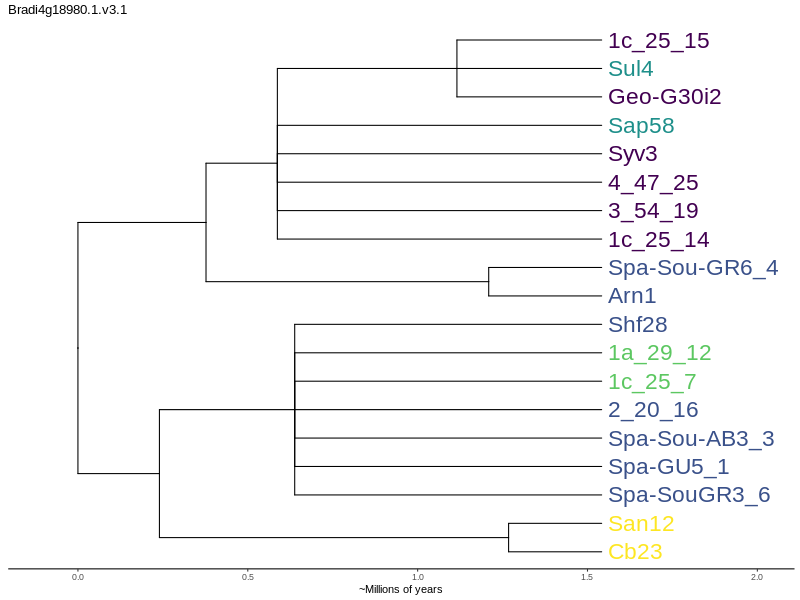 Bradi4g18980.1.v3.1
1c_25_15
Sul4
Geo-G30i2
Sap58
Syv3
4_47_25
3_54_19
1c_25_14
Spa-Sou-GR6_4
Arn1
Shf28
1a_29_12
1c_25_7
2_20_16
Spa-Sou-AB3_3
Spa-GU5_1
Spa-SouGR3_6
San12
Cb23
0.0 0.5 1.0 1.5 2.0
~Millions of years